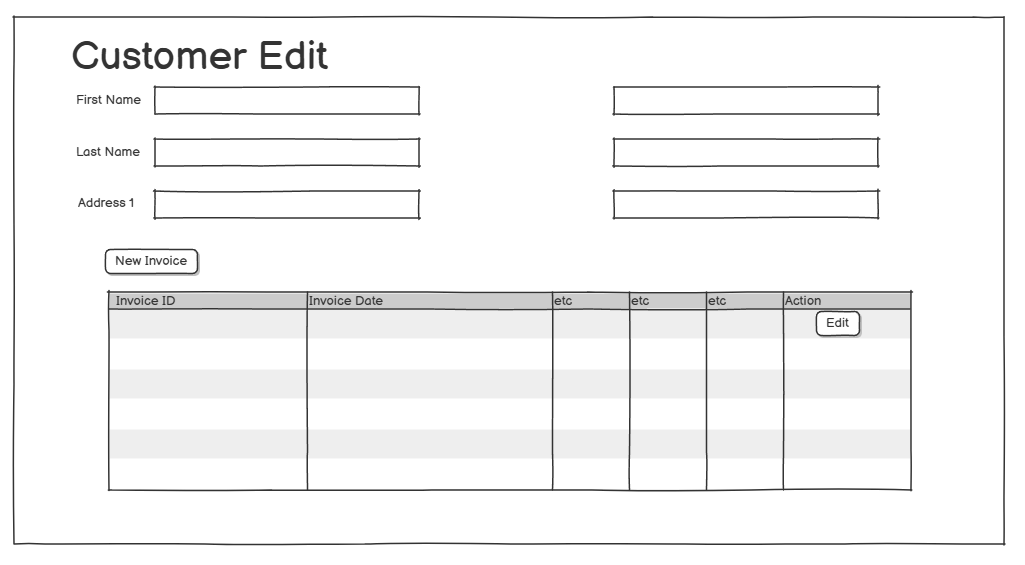 Customer Edit
First Name
Last Name
Address 1
New Invoice
Invoice ID Invoice Date etc etc etc Action
Edit